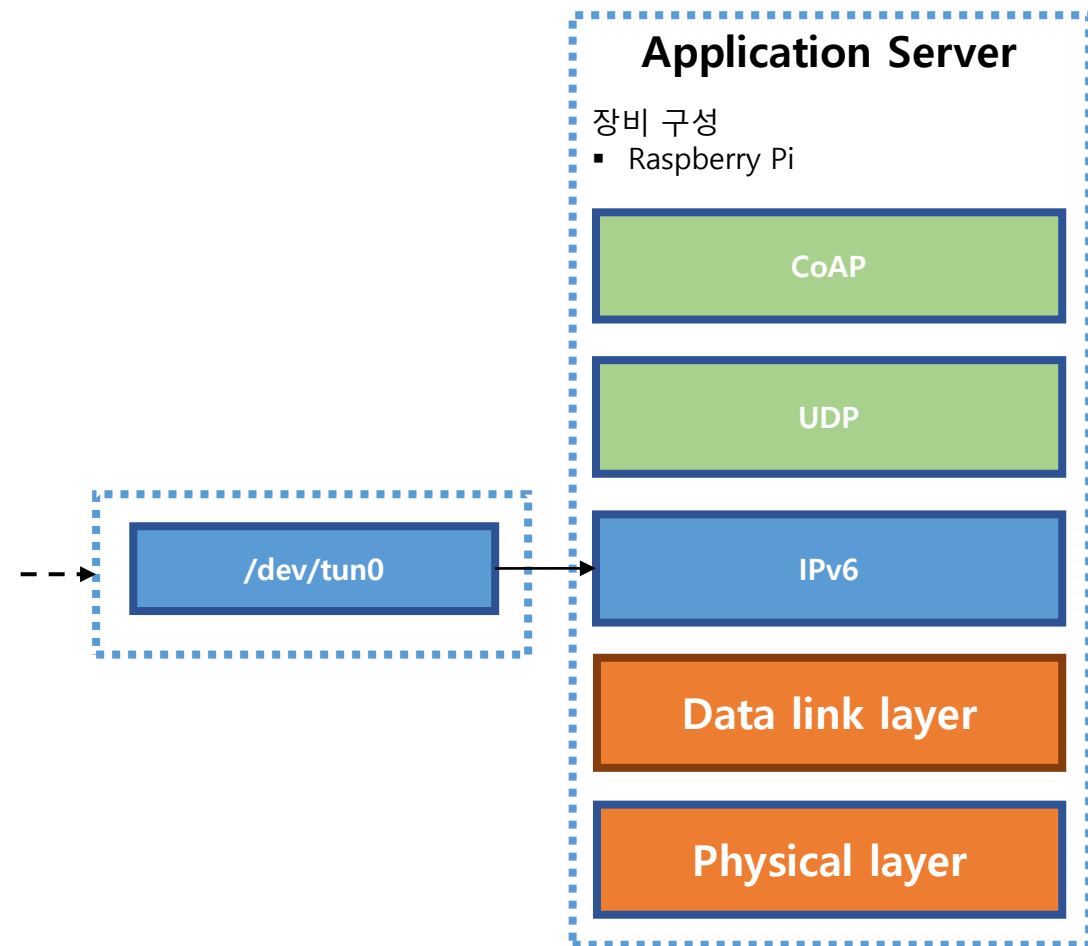 Application Server
장비 구성
▪ Raspberry Pi
CoAP
UDP
/dev/tun0
IPv6
Data link layer
Physical layer